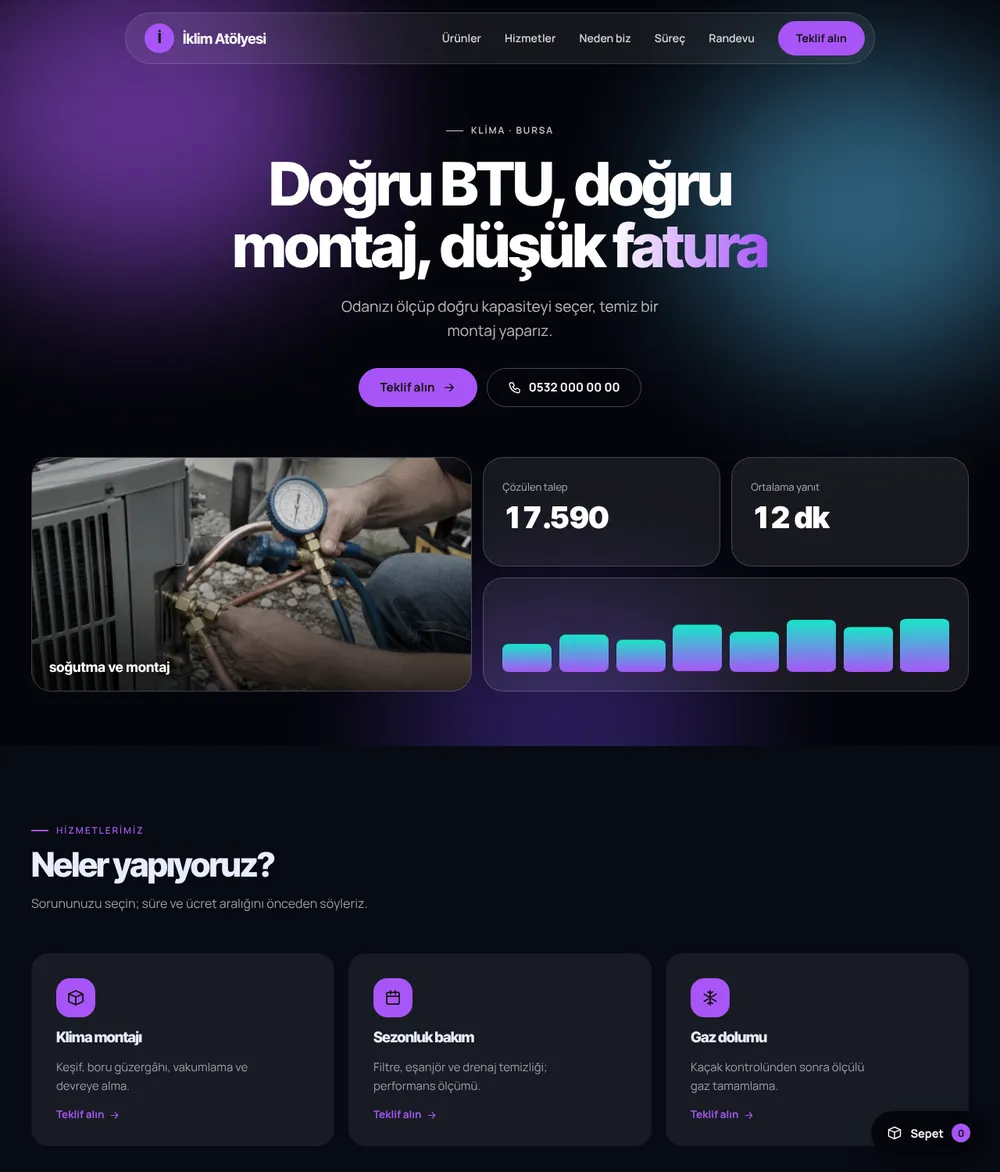 İ
İklim Atölyesi
Ürünler
Hizmetler
Neden biz
Süreç
Randevu
Teklif alın
KLİMA · BURSA
Doğru BTU, doğru
montaj, düşük fatura
Odanızı ölçüp doğru kapasiteyi seçer, temiz bir
montaj yaparız.
Teklif alın →
0532 000 00 00
soğutma ve montaj
Çözülen talep
17.590
Ortalama yanıt
12 dk
HİZMETLERİMİZ
Neler yapıyoruz?
Sorununuzu seçin; süre ve ücret aralığını önceden söyleriz.
Klima montajı
Keşif, boru güzergâhı, vakumlama ve
devreye alma.
Teklif alın →
Sezonluk bakım
Filtre, eşanjör ve drenaj temizliği;
performans ölçümü.
Teklif alın →
Gaz dolumu
Kaçak kontrolünden sonra ölçülü
gaz tamamlama.
Teklif alın →
Sepet 0